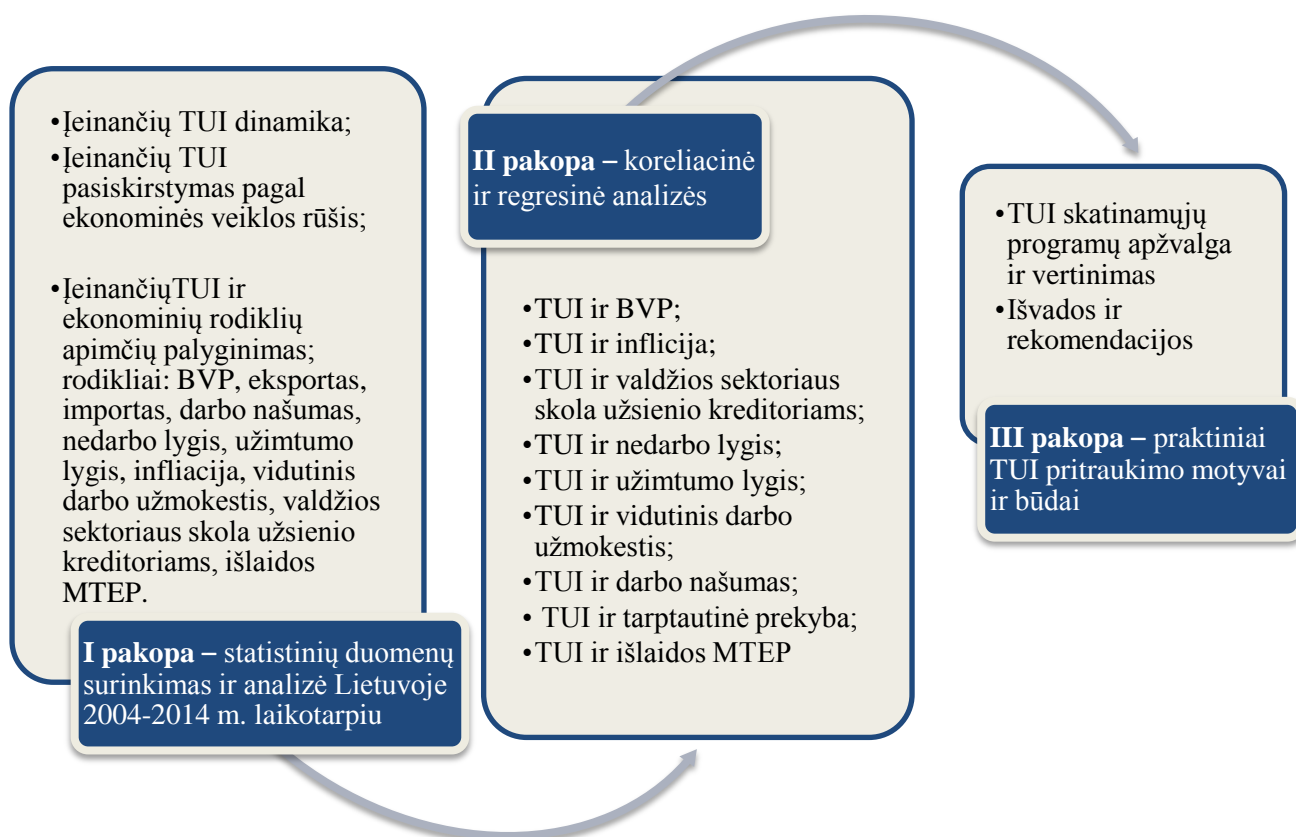 •Įeinančių TUI dinamika;
•Įeinančių TUI
pasiskirstymas pagal
ekonominės veiklos rūšis;
•ĮeinančiųTUI ir
ekonominių rodiklių
apimčių palyginimas;
rodikliai: BVP, eksportas,
importas, darbo našumas,
nedarbo lygis, užimtumo
lygis, infliacija, vidutinis
darbo užmokestis, valdžios
sektoriaus skola užsienio
kreditoriams, išlaidos
MTEP.
I pakopa – statistinių duomenų
surinkimas ir analizė Lietuvoje
2004-2014 m. laikotarpiu
II pakopa – koreliacinė
ir regresinė analizės
•TUI ir BVP;
•TUI ir inflicija;
•TUI ir valdžios sektoriaus
skola užsienio kreditoriams;
•TUI ir nedarbo lygis;
•TUI ir užimtumo lygis;
•TUI ir vidutinis darbo
užmokestis;
•TUI ir darbo našumas;
• TUI ir tarptautinė prekyba;
•TUI ir išlaidos MTEP
•TUI skatinamųjų
programų apžvalga
ir vertinimas
•Išvados ir
rekomendacijos
III pakopa – praktiniai
TUI pritraukimo motyvai
ir būdai